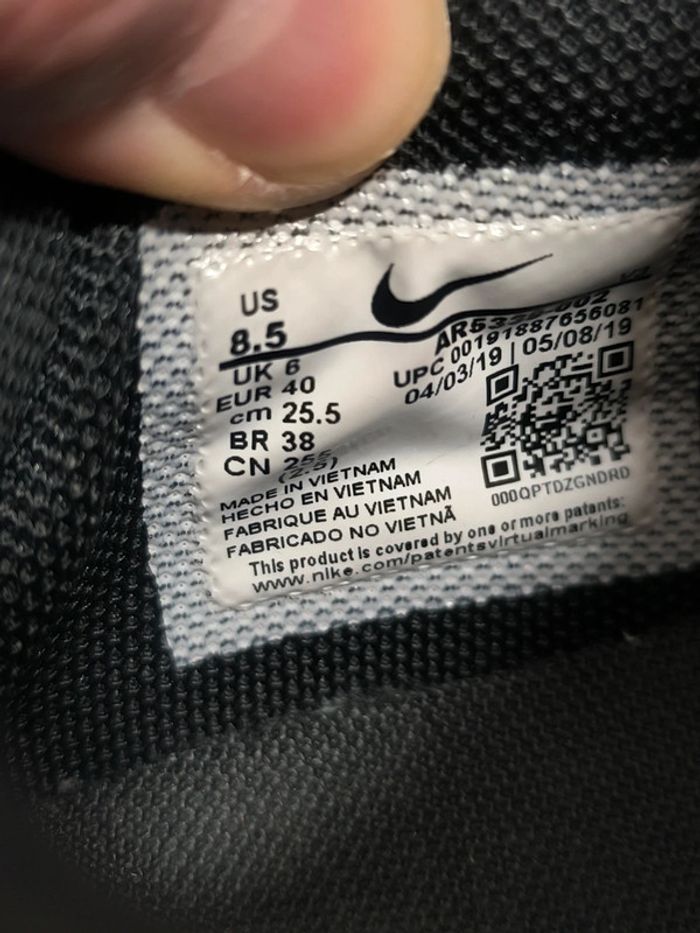 US
8.5
UK 6
EUR 40
cm 25.5
BR 38
CN 255
(2.5)
UPC 00191887656081
04/03/19 | 05/08/19
000QPTDZGNDRD
MADE IN VIETNAM
HECHO EN VIETNAM
FABRIQUE AU VIETNAM
FABRICADO NO VIETNÃ
This product is covered by one or more patents:
www.nike.com/patentsvirtualmarking